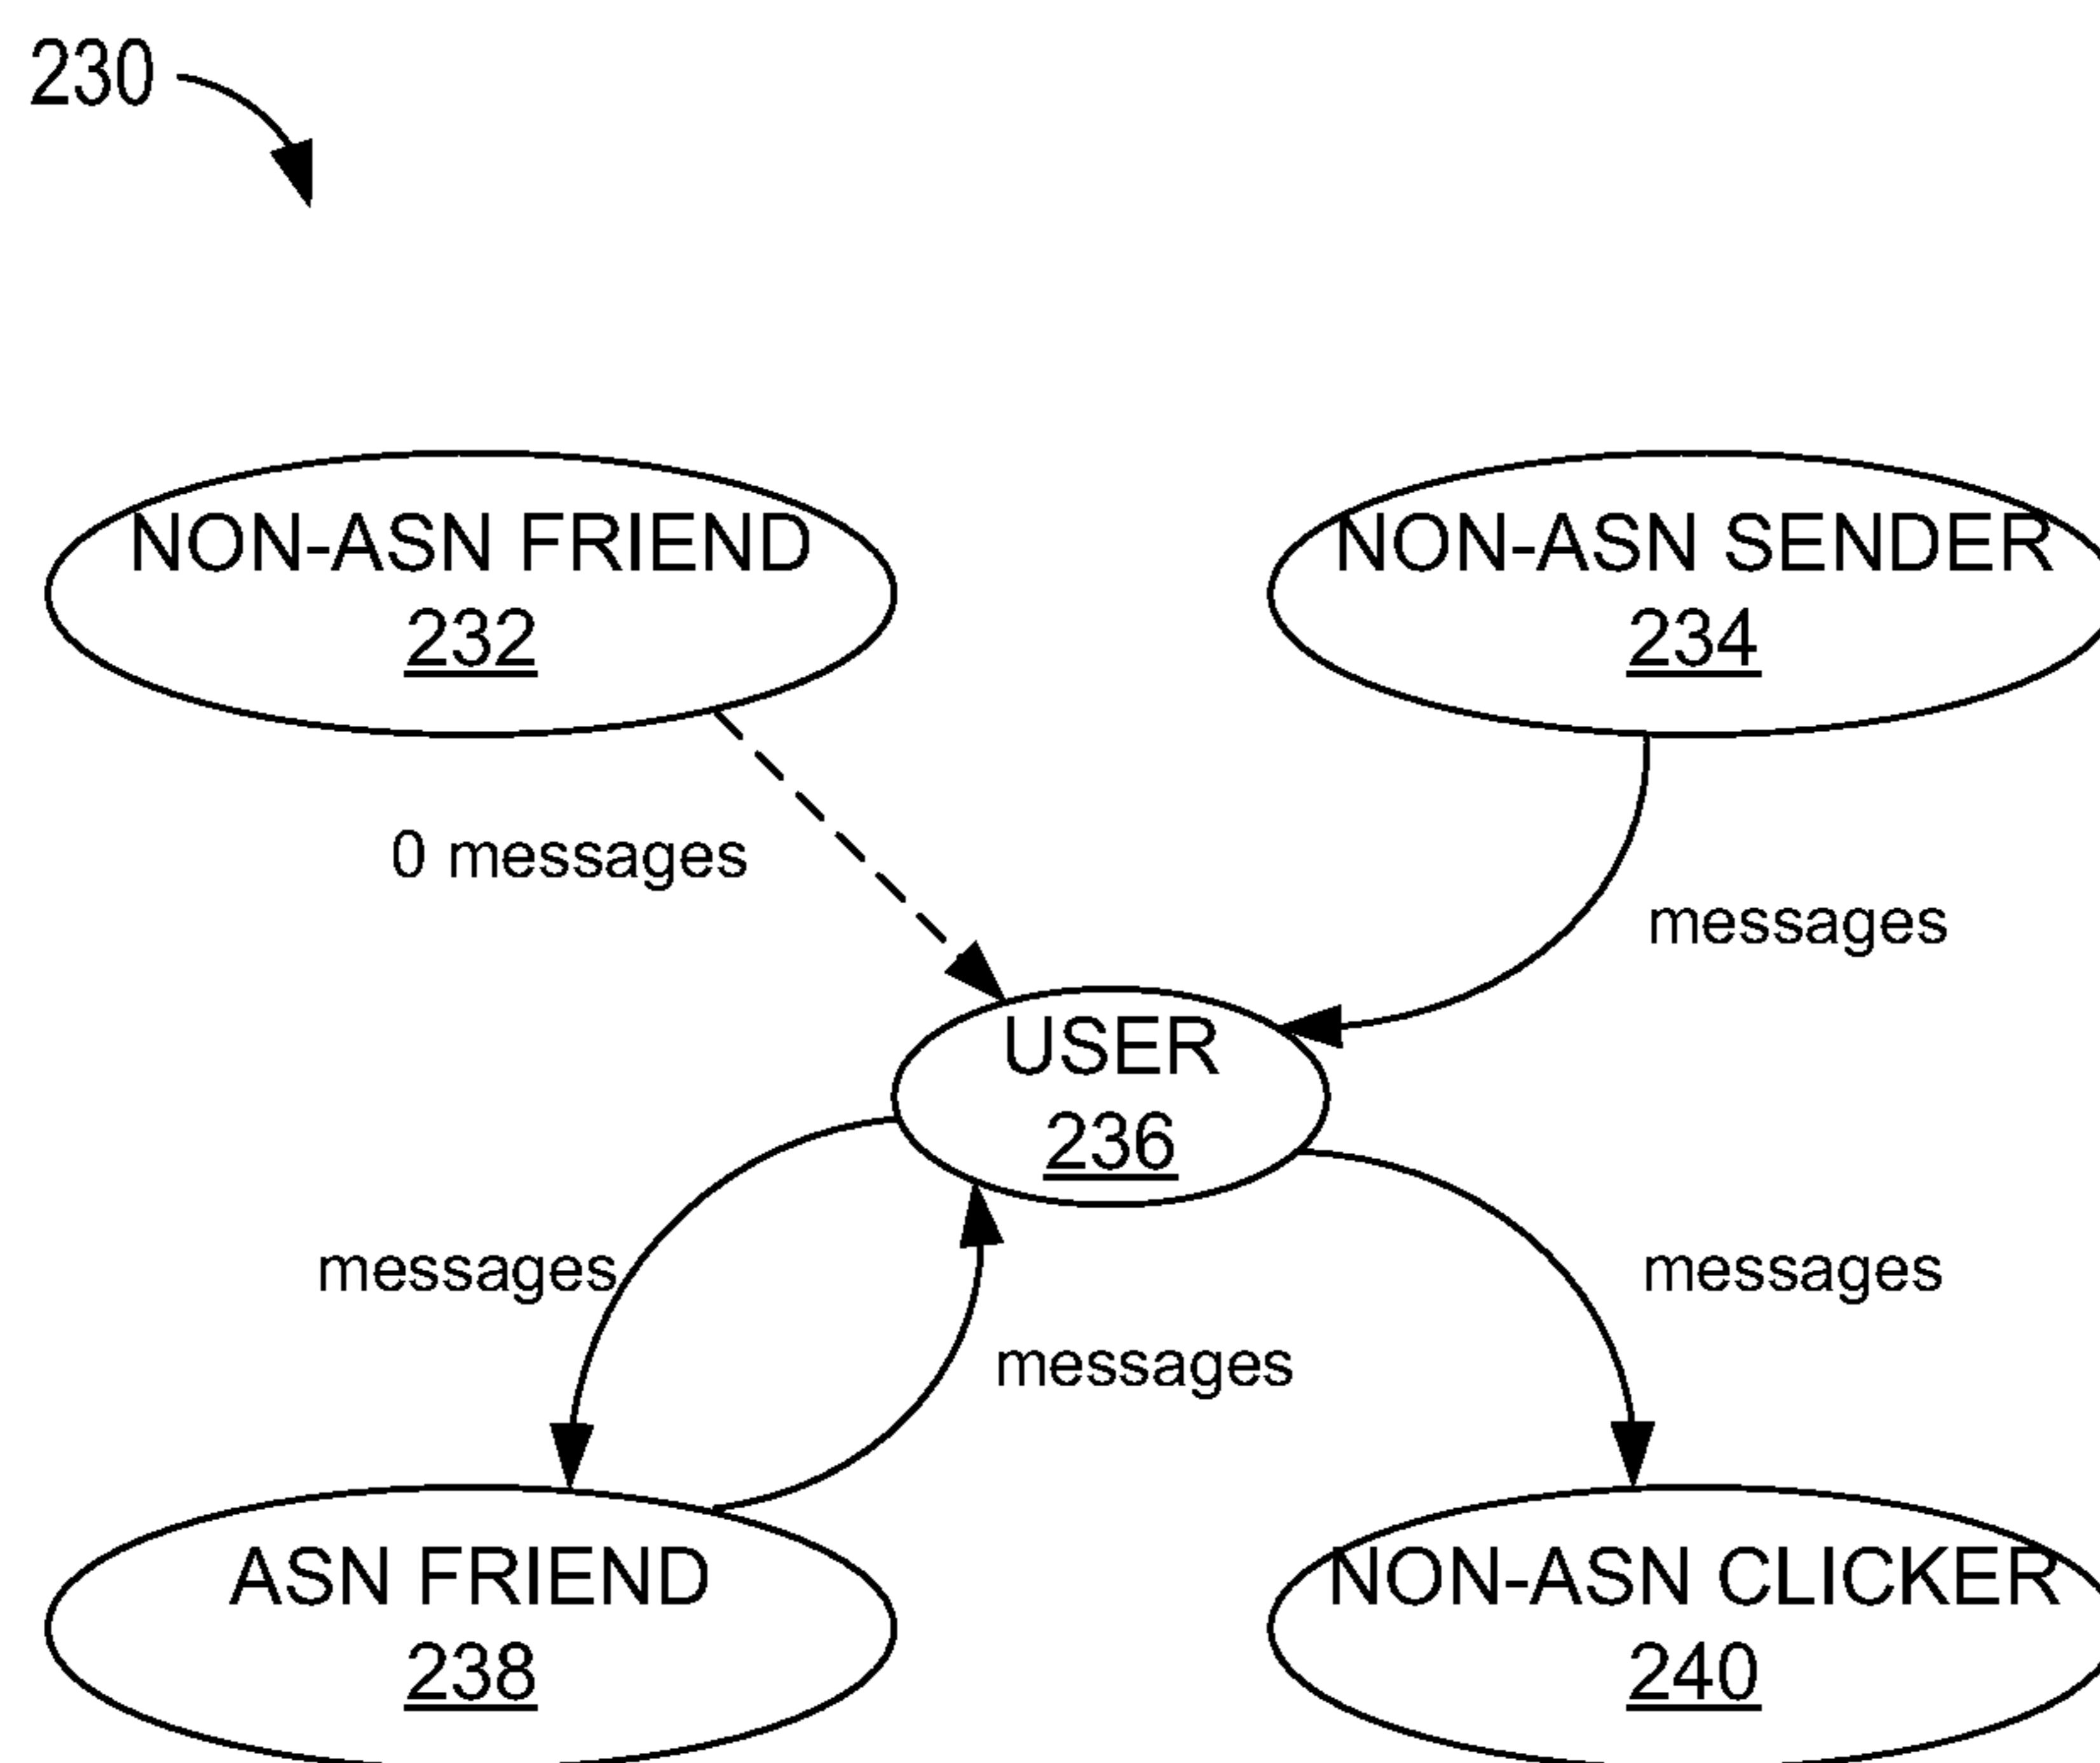 230
NON-ASN FRIEND
232
NON-ASN SENDER
234
0 messages
messages
USER
236
messages
messages
messages
ASN FRIEND
238
NON-ASN CLICKER
240